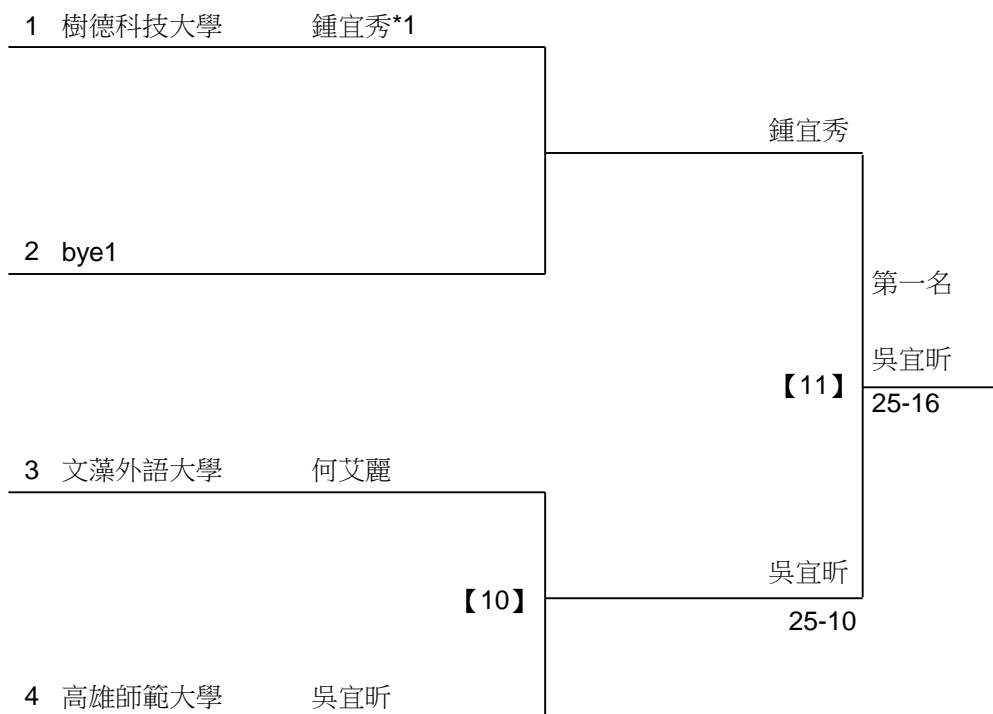 1 樹德科技大學 鍾宜秀*1
鍾宜秀
2 bye1
第一名
吳宜昕
【11】
25-16
3 文藻外語大學 何艾麗
吳宜昕
【10】
25-10
4 高雄師範大學 吳宜昕